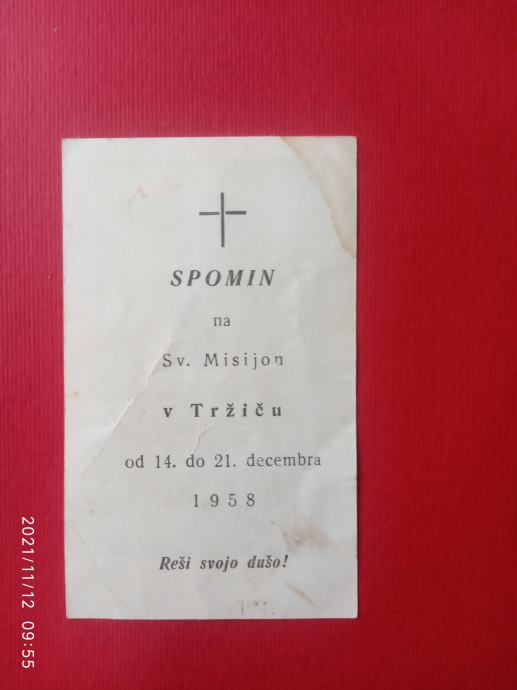 SPOMIN
na
Sv. Misijon
v Tržiču
od 14. do 21. decembra
1958
Reši svojo dušo!
2021/11/12 09:55